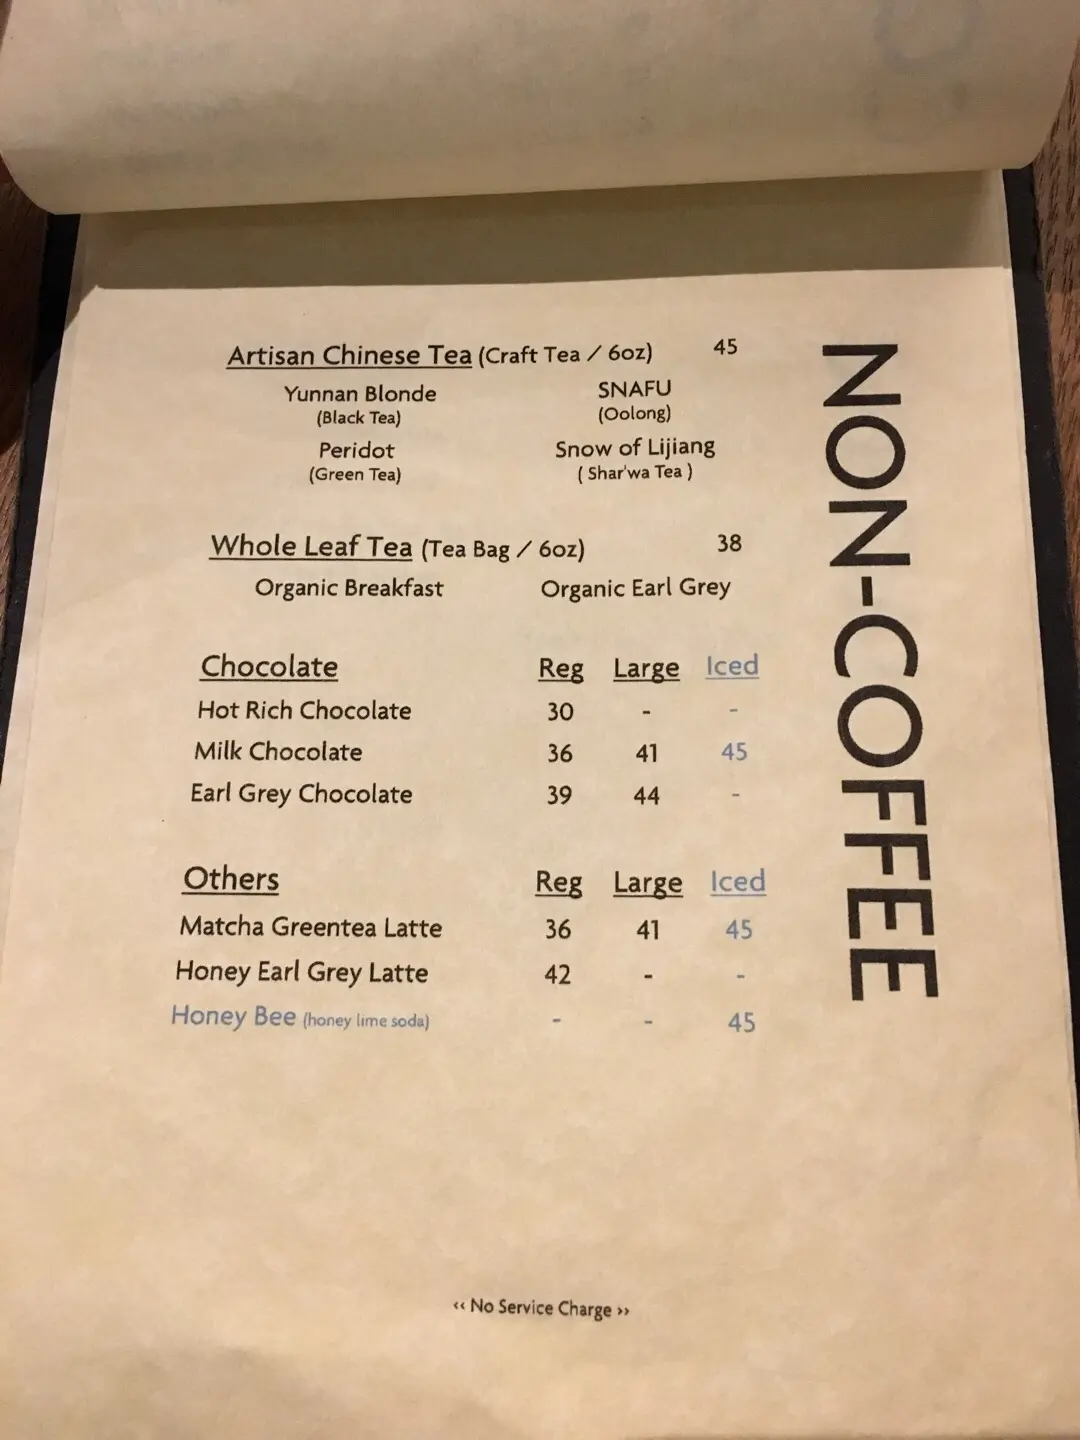 Artisan Chinese Tea (Craft Tea / 6oz) 45
Yunnan Blonde SNAFU
(Black Tea) (Oolong)
Peridot Snow of Lijiang
(Green Tea) ( Shar'wa Tea )
Whole Leaf Tea (Tea Bag / 6oz) 38
Organic Breakfast Organic Earl Grey
Chocolate Reg Large Iced
Hot Rich Chocolate 30 - -
Milk Chocolate 36 41 45
Earl Grey Chocolate 39 44 -
Others Reg Large Iced
Matcha Greentea Latte 36 41 45
Honey Earl Grey Latte 42 - -
Honey Bee (honey lime soda) - - 45
NON-COFFEE
‹‹ No Service Charge ››